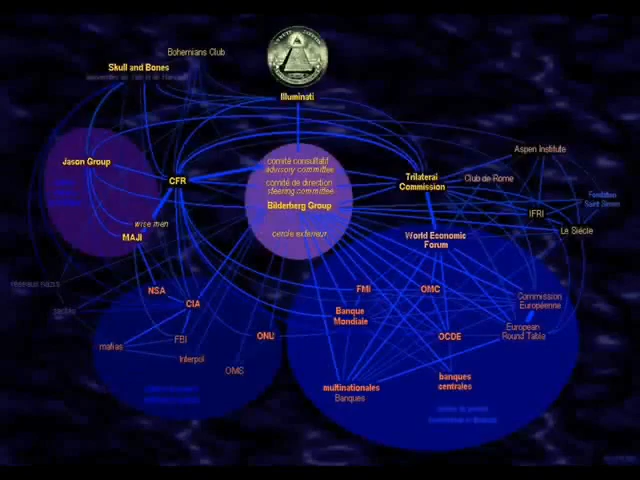 Bohemians Club
Skull and Bones
Illuminati
Aspen Institute
Jason Group
comité consultatif
advisory committee
CFR
Trilateral
Commission
Club de Rome
comité de direction
steering committee
Fondation
Saint Simon
Bilderberg Group
IFRI
wise men
MAJI
cercle extérieur
World Economic
Forum
Le Siècle
réseaux nazis
NSA
CIA
FMI
OMC
Commission
Européenne
Banque
Mondiale
European
Round Table
mafias
FBI
ONU
OCDE
Interpol
OMS
multinationales
Banques
banques
centrales